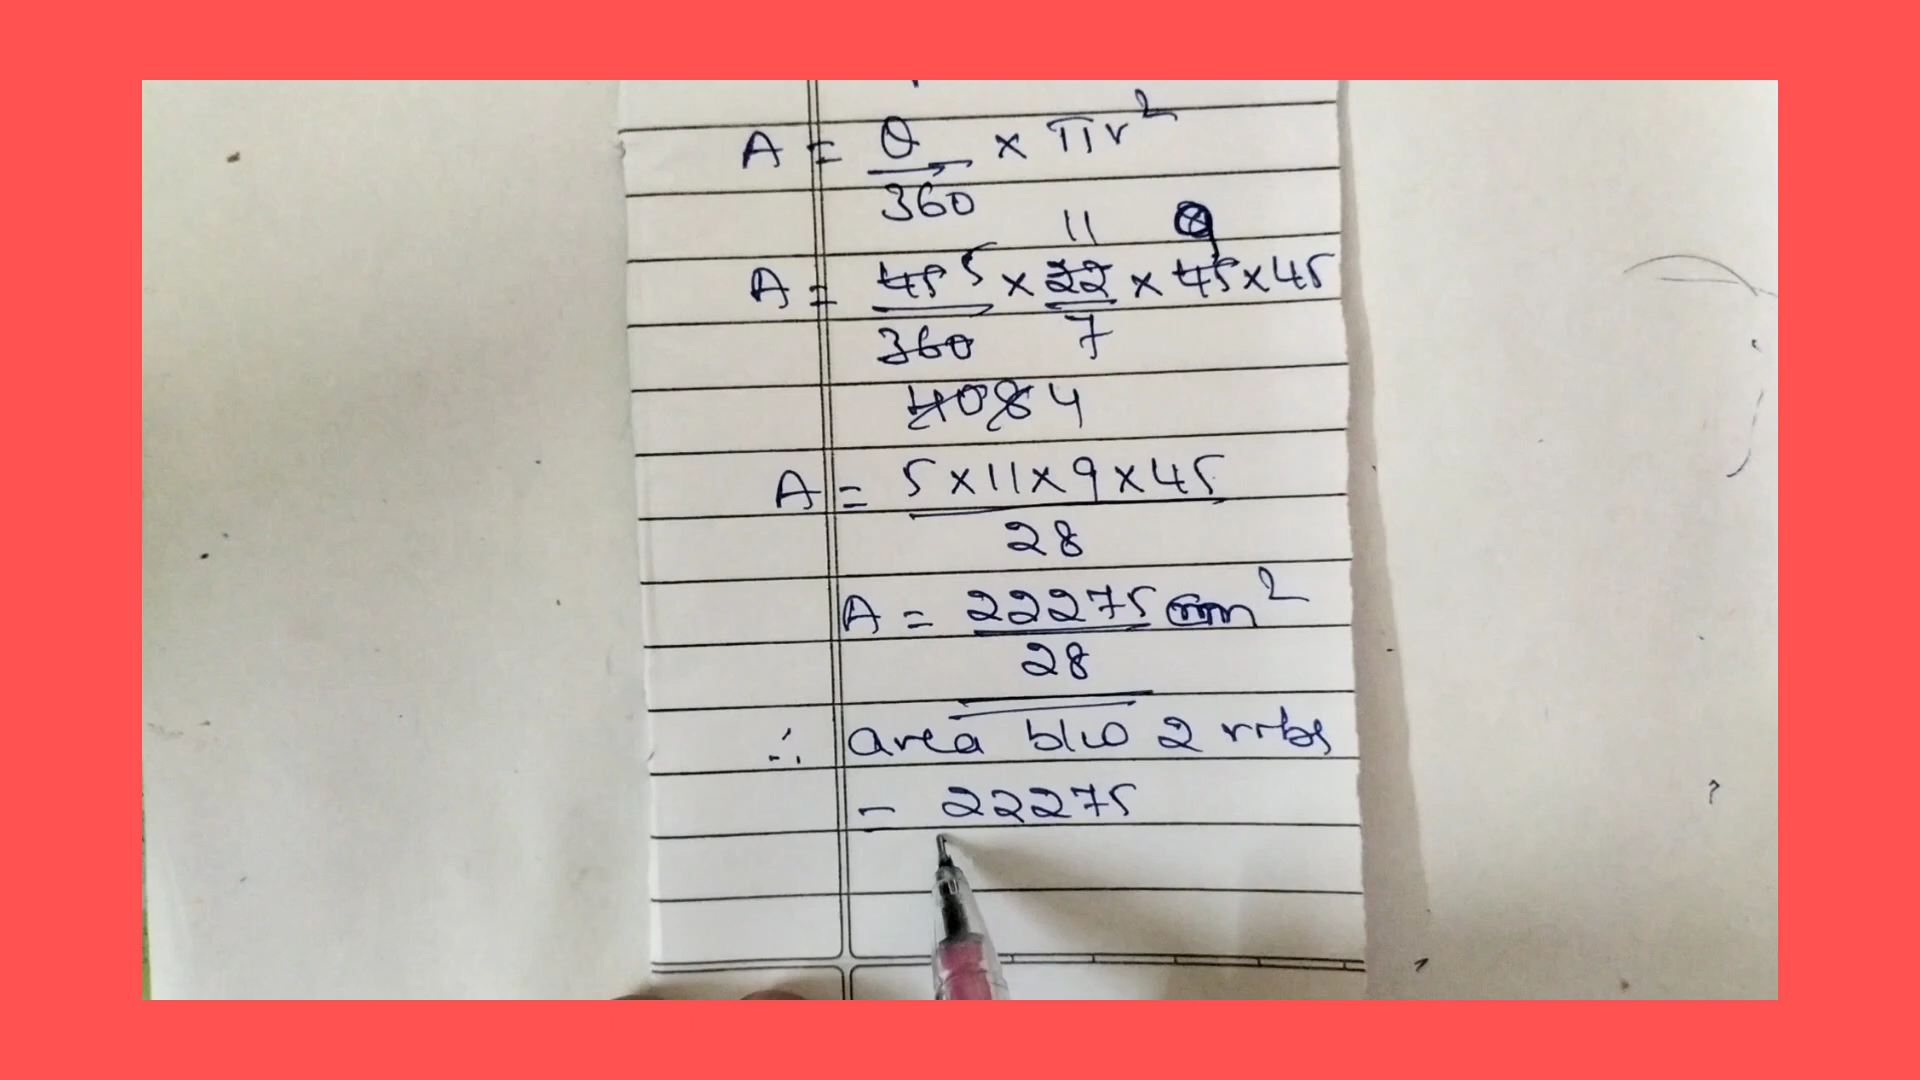 A = θ/360 × πr²
11 9
A = 45 5/360 × 22/7 × 45 × 45
40 8 4
A = 5×11×9×45/28
A = 22275/28 cm²
∴ area b/w 2 ribs
= 22275